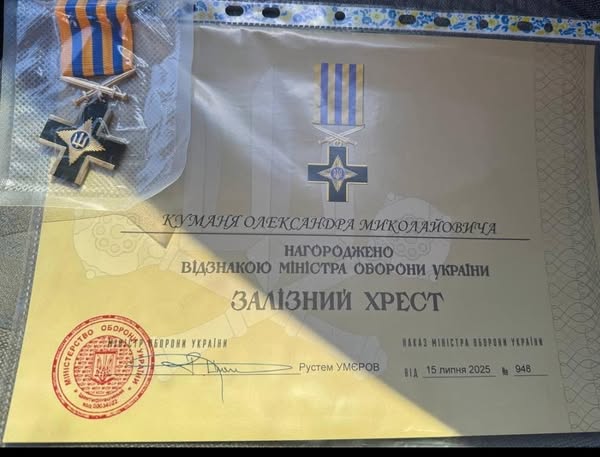 КУМАНЯ ОЛЕКСАНДРА МИКОЛАЙОВИЧА
НАГОРОДЖЕНО
ВІДЗНАКОЮ МІНІСТРА ОБОРОНИ УКРАЇНИ
ЗАЛІЗНИЙ ХРЕСТ
МІНІСТР ОБОРОНИ УКРАЇНИ
Рустем УМЄРОВ
НАКАЗ МІНІСТРА ОБОРОНИ УКРАЇНИ
ВІД 15 липня 2025 № 948
МІНІСТЕРСТВО ОБОРОНИ УКРАЇНИ